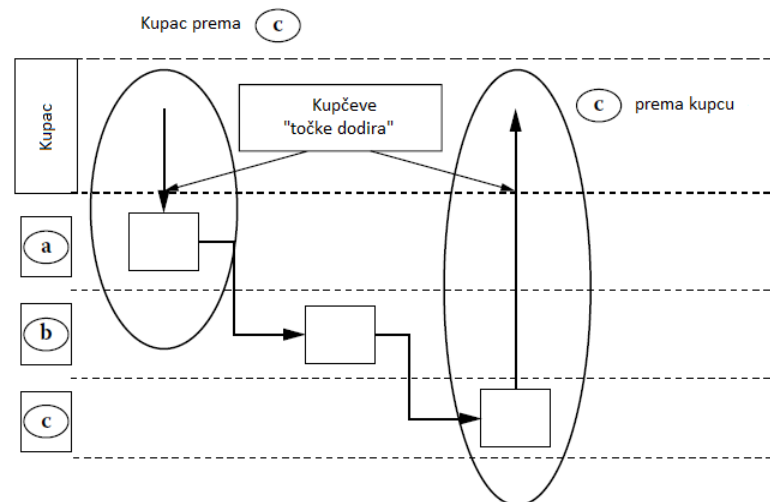 Kupac prema c
Kupac
Kupčeve
"točke dodira"
c prema kupcu
a
b
c